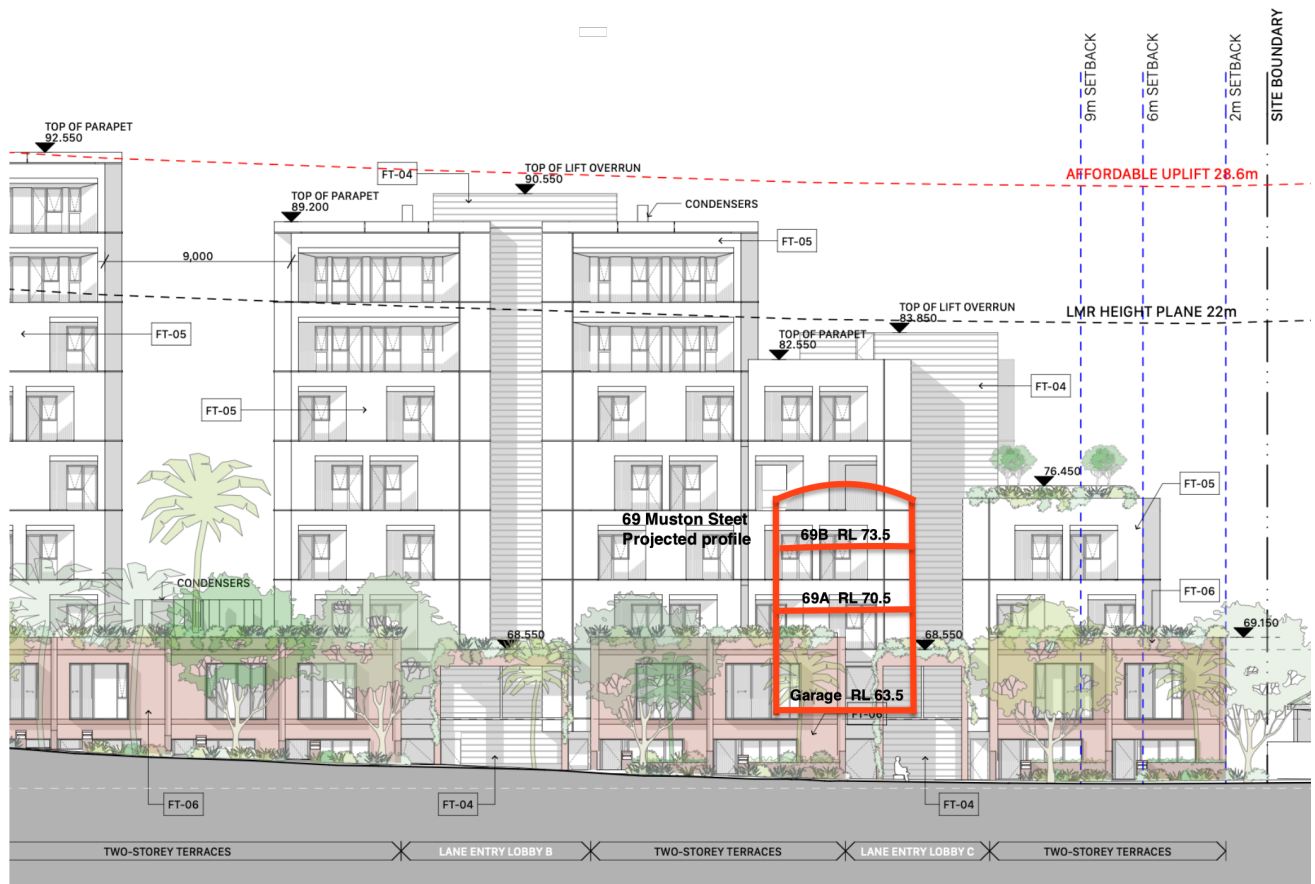 9m SETBACK
6m SETBACK
2m SETBACK
SITE BOUNDARY
TOP OF PARAPET
92.550
FT-04
TOP OF LIFT OVERRUN
90.550
AFFORDABLE UPLIFT 28.6m
TOP OF PARAPET
89.200
CONDENSERS
FT-05
9,000
TOP OF LIFT OVERRUN
83.850
LMR HEIGHT PLANE 22m
FT-05
TOP OF PARAPET
82.550
FT-04
FT-05
76.450
FT-05
69 Muston Steet
Projected profile
69B RL 73.5
CONDENSERS
69A RL 70.5
FT-06
68.550
68.550
69.150
Garage RL 63.5
FT-06
FT-06
FT-04
FT-04
TWO-STOREY TERRACES
LANE ENTRY LOBBY B
TWO-STOREY TERRACES
LANE ENTRY LOBBY C
TWO-STOREY TERRACES